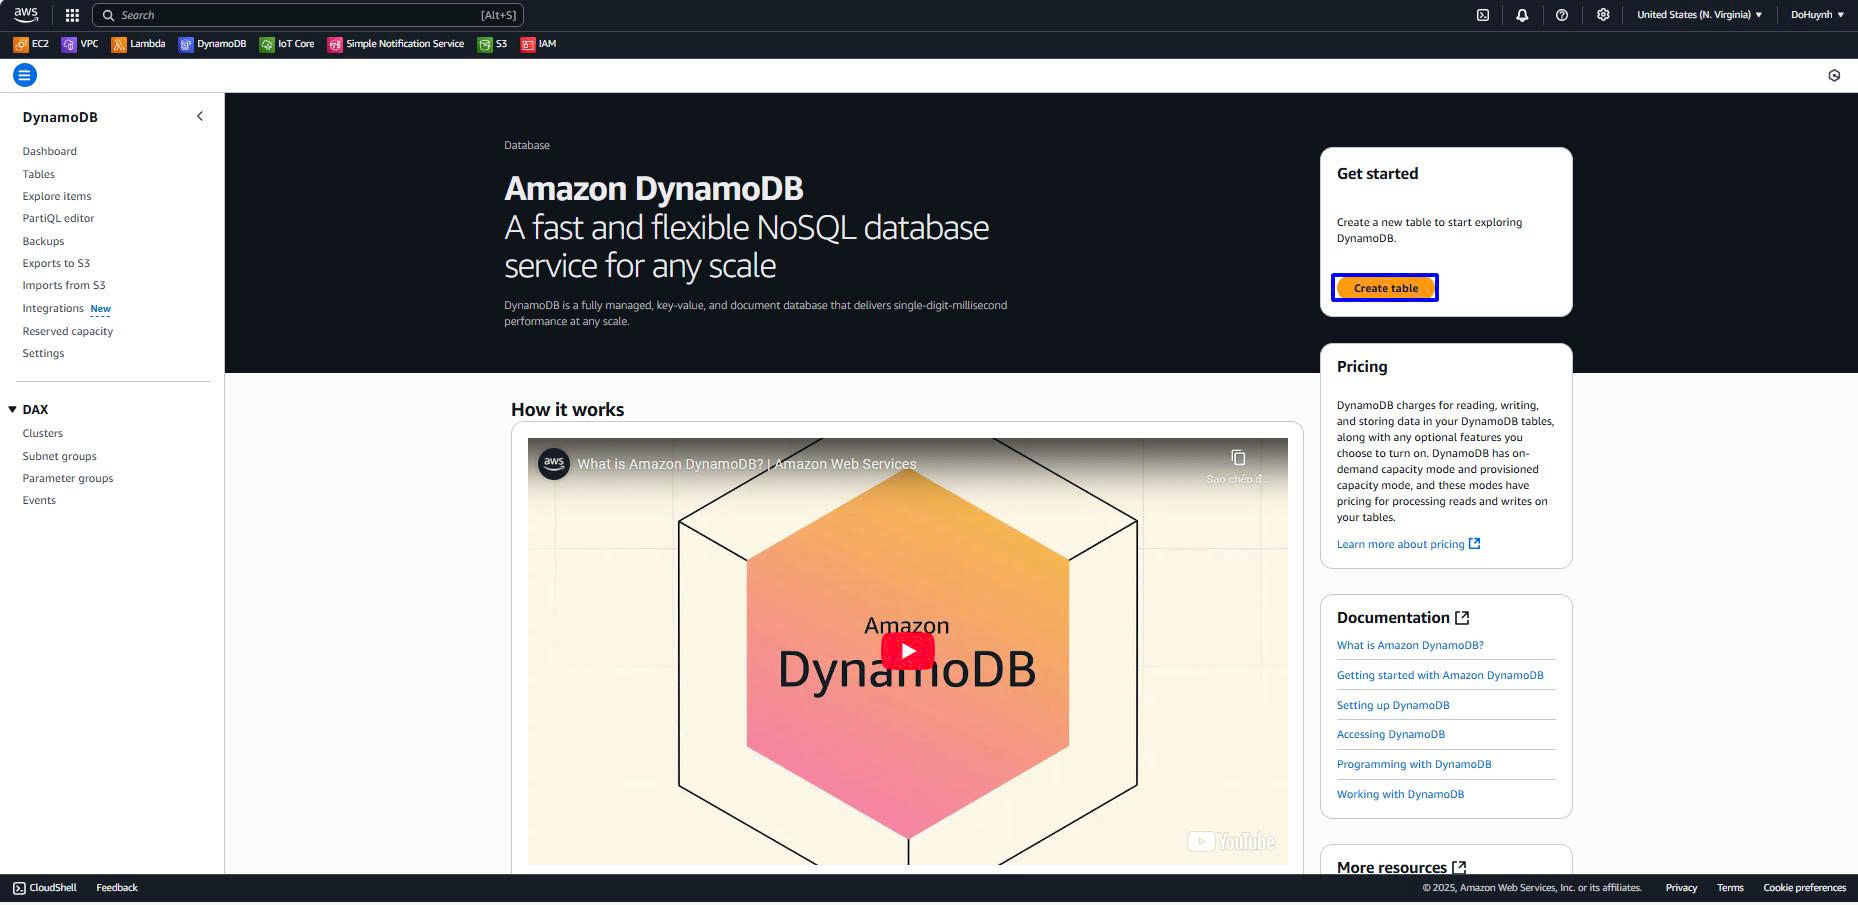 aws
Search [Alt+S]
United States (N. Virginia)
DoHuynh
EC2 VPC Lambda DynamoDB IoT Core Simple Notification Service S3 IAM
DynamoDB
Dashboard
Tables
Explore items
PartiQL editor
Backups
Exports to S3
Imports from S3
Integrations New
Reserved capacity
Settings
DAX
Clusters
Subnet groups
Parameter groups
Events
Database
Amazon DynamoDB
A fast and flexible NoSQL database
service for any scale
DynamoDB is a fully managed, key-value, and document database that delivers single-digit-millisecond
performance at any scale.
Get started
Create a new table to start exploring
DynamoDB.
Create table
How it works
aws
What is Amazon DynamoDB? | Amazon Web Services
Sao chép đ...
Amazon
DynamoDB
YouTube
Pricing
DynamoDB charges for reading, writing,
and storing data in your DynamoDB tables,
along with any optional features you
choose to turn on. DynamoDB has on-
demand capacity mode and provisioned
capacity mode, and these modes have
pricing for processing reads and writes on
your tables.
Learn more about pricing
Documentation
What is Amazon DynamoDB?
Getting started with Amazon DynamoDB
Setting up DynamoDB
Accessing DynamoDB
Programming with DynamoDB
Working with DynamoDB
More resources
CloudShell Feedback
© 2025, Amazon Web Services, Inc. or its affiliates. Privacy Terms Cookie preferences